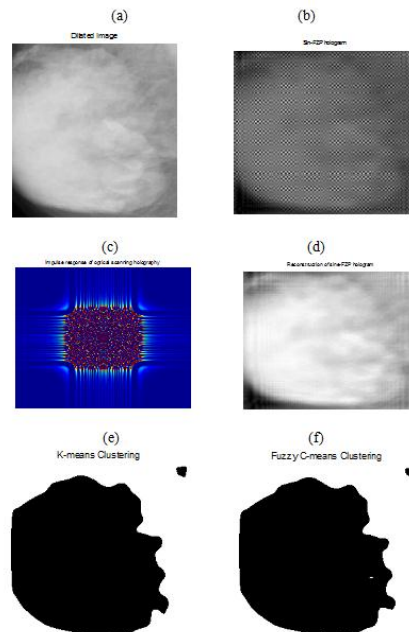 (a)
(b)
Dilated Image
Sin-FZP hologram
(c)
(d)
Impulse response of optical scanning holography
Reconstruction of sine-FZP hologram
(e)
(f)
K-means Clustering
Fuzzy C-means Clustering